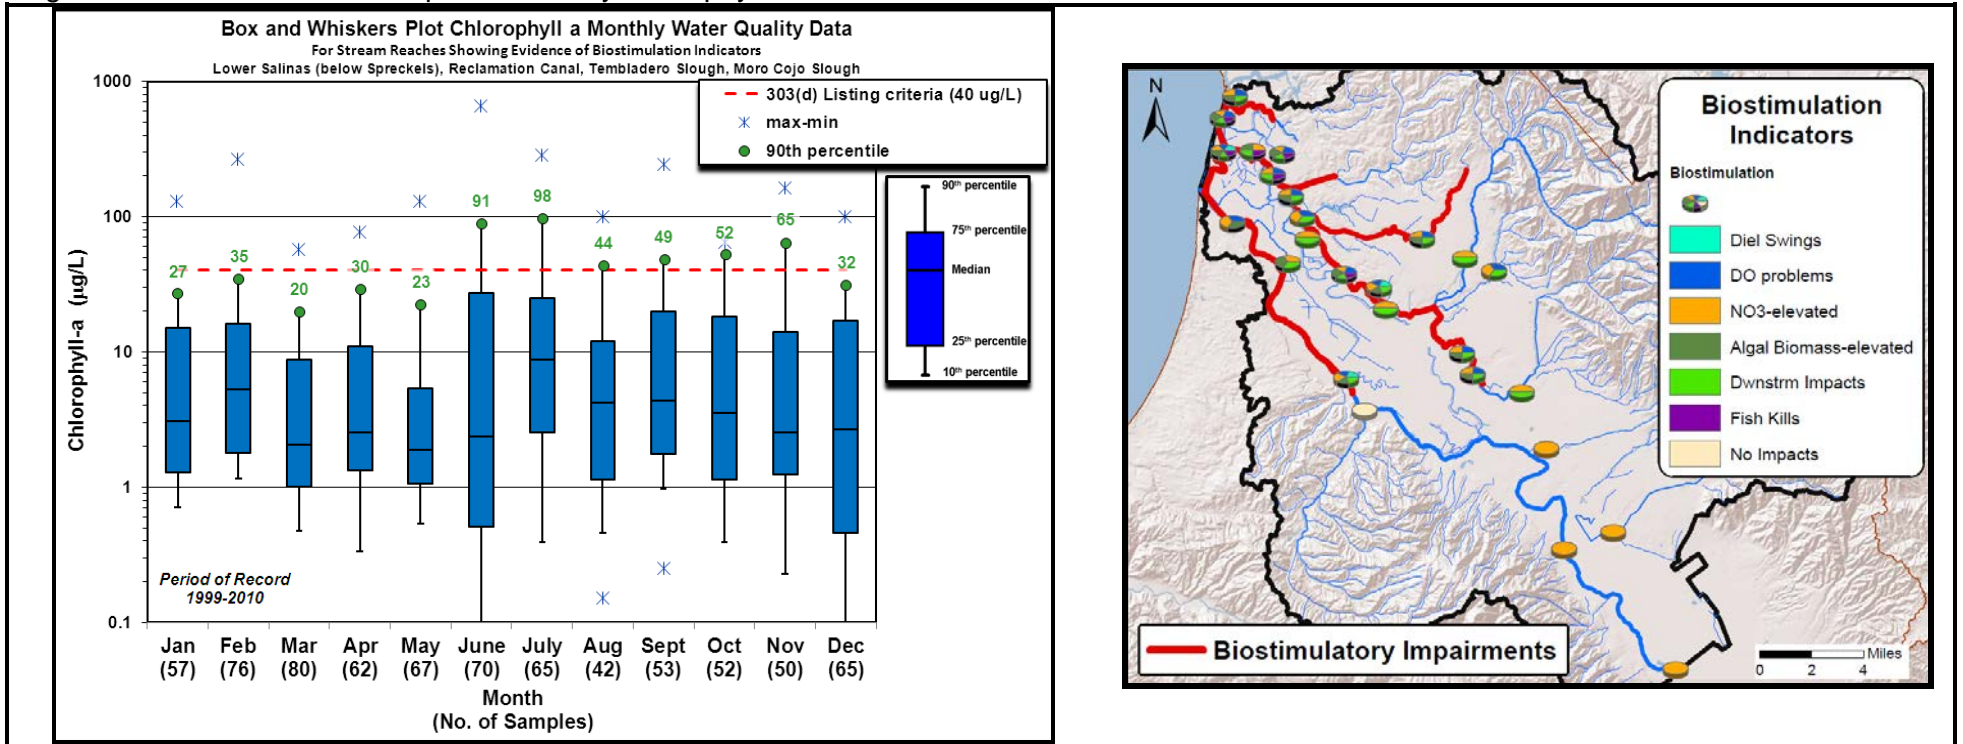 Box and Whiskers Plot Chlorophyll a Monthly Water Quality Data
For Stream Reaches Showing Evidence of Biostimulation Indicators
Lower Salinas (below Spreckels), Reclamation Canal, Tembladero Slough, Moro Cojo Slough
303(d) Listing criteria (40 ug/L)
max-min
90th percentile
90th percentile
75th percentile
Median
25th percentile
10th percentile
Chlorophyll-a (µg/L)
1000
100
10
1
0.1
27
35
20
30
23
91
98
44
49
52
65
32
Period of Record
1999-2010
Jan Feb Mar Apr May June July Aug Sept Oct Nov Dec
(57) (76) (80) (62) (67) (70) (65) (42) (53) (52) (50) (65)
Month
(No. of Samples)
N
Biostimulation
Indicators
Biostimulation
Diel Swings
DO problems
NO3-elevated
Algal Biomass-elevated
Dwnstrm Impacts
Fish Kills
No Impacts
Biostimulatory Impairments
Miles
0 2 4